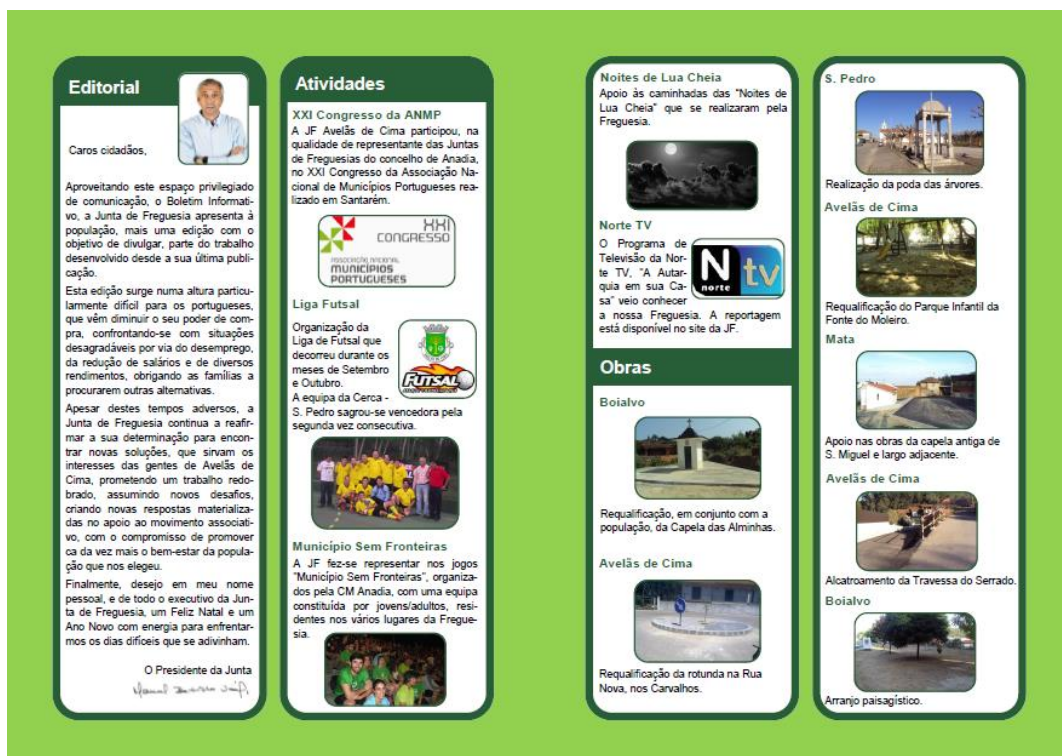 Editorial
Caros cidadãos,
Aproveitando este espaço privilegiado
de comunicação, o Boletim Informati-
vo, a Junta de Freguesia apresenta à
população, mais uma edição com o
objetivo de divulgar, parte do trabalho
desenvolvido desde a sua última publi-
cação.
Esta edição surge numa altura particu-
larmente difícil para os portugueses,
que vêm diminuir o seu poder de com-
pra, confrontando-se com situações
desagradáveis por via do desemprego,
da redução de salários e de diversos
rendimentos, obrigando as famílias a
procurarem outras alternativas.
Apesar destes tempos adversos, a
Junta de Freguesia continua a reafir-
mar a sua determinação para encon-
trar novas soluções, que sirvam os
interesses das gentes de Avelãs de
Cima, prometendo um trabalho redo-
brado, assumindo novos desafios,
criando novas respostas materializa-
das no apoio ao movimento associati-
vo, com o compromisso de promover
ca da vez mais o bem-estar da popula-
ção que nos elegeu.
Finalmente, desejo em meu nome
pessoal, e de todo o executivo da Jun-
ta de Freguesia, um Feliz Natal e um
Ano Novo com energia para enfrentar-
mos os dias difíceis que se adivinham.
O Presidente da Junta
Atividades
XXI Congresso da ANMP
A JF Avelãs de Cima participou, na
qualidade de representante das Juntas
de Freguesias do concelho de Anadia,
no XXI Congresso da Associação Na-
cional de Municípios Portugueses rea-
lizado em Santarém.
XXI
CONGRESSO
ASSOCIAÇÃO NACIONAL
MUNICÍPIOS
PORTUGUESES
Liga Futsal
Organização da
Liga de Futsal que
decorreu durante os
meses de Setembro
e Outubro.
A equipa da Cerca -
S. Pedro sagrou-se vencedora pela
segunda vez consecutiva.
FUTSAL
Município Sem Fronteiras
A JF fez-se representar nos jogos
"Município Sem Fronteiras", organiza-
dos pela CM Anadia, com uma equipa
constituída por jovens/adultos, resi-
dentes nos vários lugares da Fregue-
sia.
Noites de Lua Cheia
Apoio às caminhadas das "Noites de
Lua Cheia" que se realizaram pela
Freguesia.
Norte TV
O Programa de
Televisão da Nor-
te TV, "A Autar-
quia em sua Ca-
sa" veio conhecer
a nossa Freguesia. A reportagem
está disponível no site da JF.
N tv
norte
Obras
Boialvo
Requalificação, em conjunto com a
população, da Capela das Alminhas.
Avelãs de Cima
Requalificação da rotunda na Rua
Nova, nos Carvalhos.
S. Pedro
Realização da poda das árvores.
Avelãs de Cima
Requalificação do Parque Infantil da
Fonte do Moleiro.
Mata
Apoio nas obras da capela antiga de
S. Miguel e largo adjacente.
Avelãs de Cima
Alcatroamento da Travessa do Serrado.
Boialvo
Arranjo paisagístico.